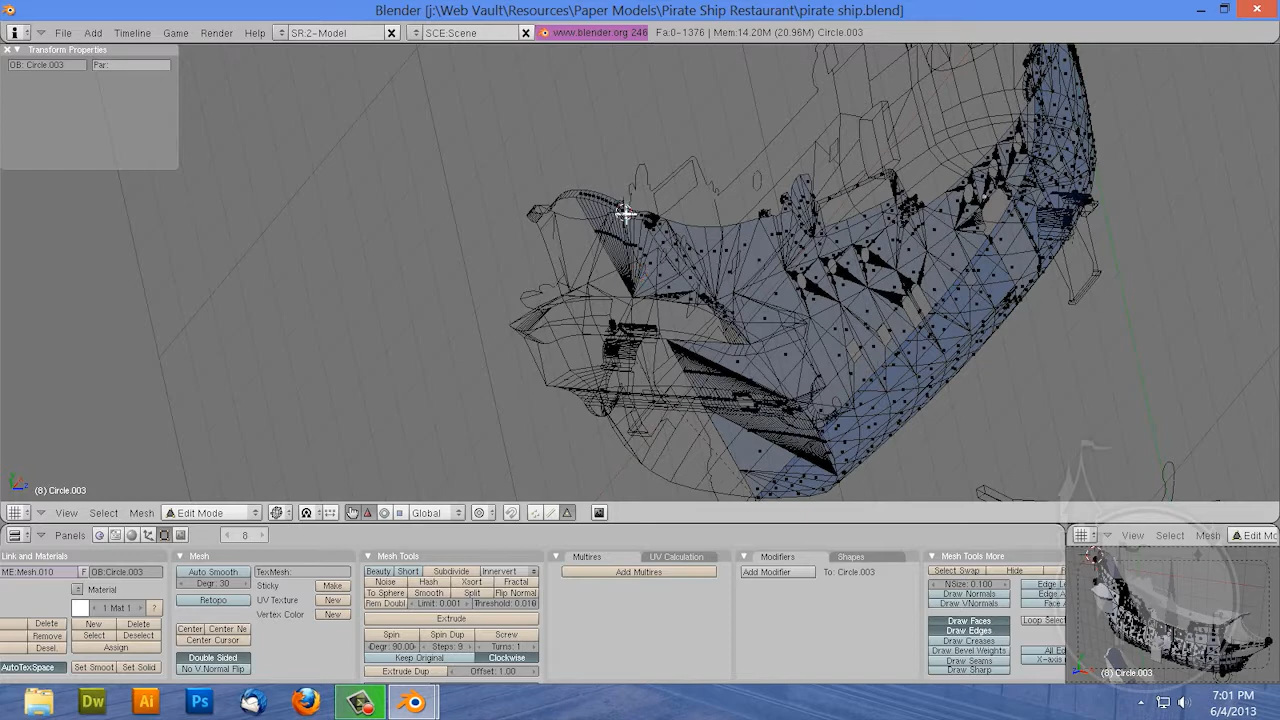 Blender [j:\Web Vault\Resources\Paper Models\Pirate Ship Restaurant\pirate ship.blend]
File Add Timeline Game Render Help SR:2-Model SCE:Scene www.blender.org 246 Fa:0-1376 | Mem:14.20M (20.96M) Circle.003
Transform Properties
OB: Circle.003 Par:
(8) Circle.003
View Select Mesh Edit Mode Global
Panels 8 View Select Mesh Edit Mo
Link and Materials Mesh Mesh Tools Multires UV Calculation Modifiers Shapes Mesh Tools More
ME:Mesh.010 F OB:Circle.003 Auto Smooth TexMesh: Beauty Short Subdivide Innervert Add Multires Add Modifier To: Circle.003 Select Swap Hide
Degr: 30 Sticky Make Noise Hash Xsort Fractal NSize: 0.100
Material Retopo UV Texture New To Sphere Smooth Split Flip Normal Draw Normals
1 Mat 1 ? Vertex Color New Rem Doubl Limit: 0.001 Threshold: 0.010 Draw VNormals
Delete New Delete Center Center Ne Extrude Draw Faces Loop Selec
Remove Select Deselect Center Cursor Spin Spin Dup Screw Draw Edges
Assign Degr: 90.00 Steps: 9 Turns: 1 Draw Creases
Double Sided Keep Original Clockwise Draw Bevel Weights
AutoTexSpace Set Smoot Set Solid No V.Normal Flip Extrude Dup Offset: 1.00 Draw Seams
Draw Sharp
(8) Circle.003
Dw Ai Ps
7:01 PM
6/4/2013